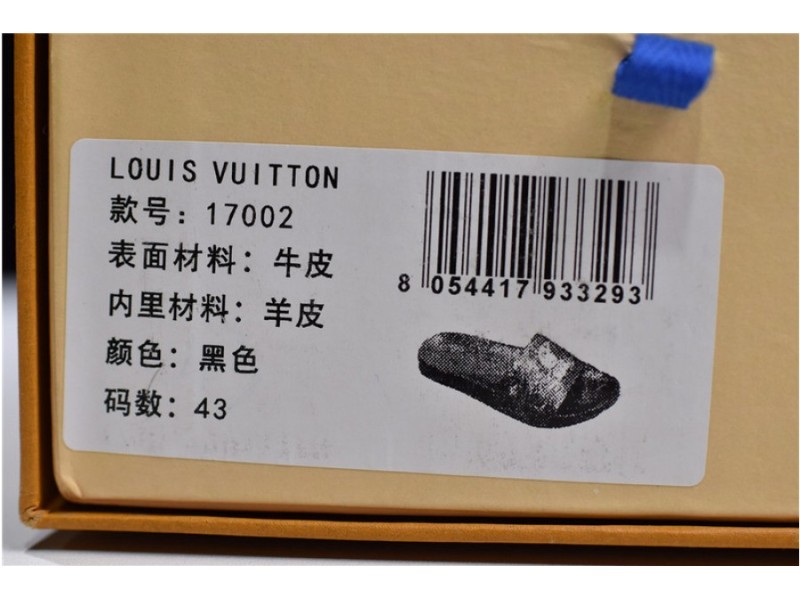 LOUIS VUITTON
款号：17002
表面材料：牛皮
内里材料：羊皮
颜色：黑色
码数：43
8 054417 933293